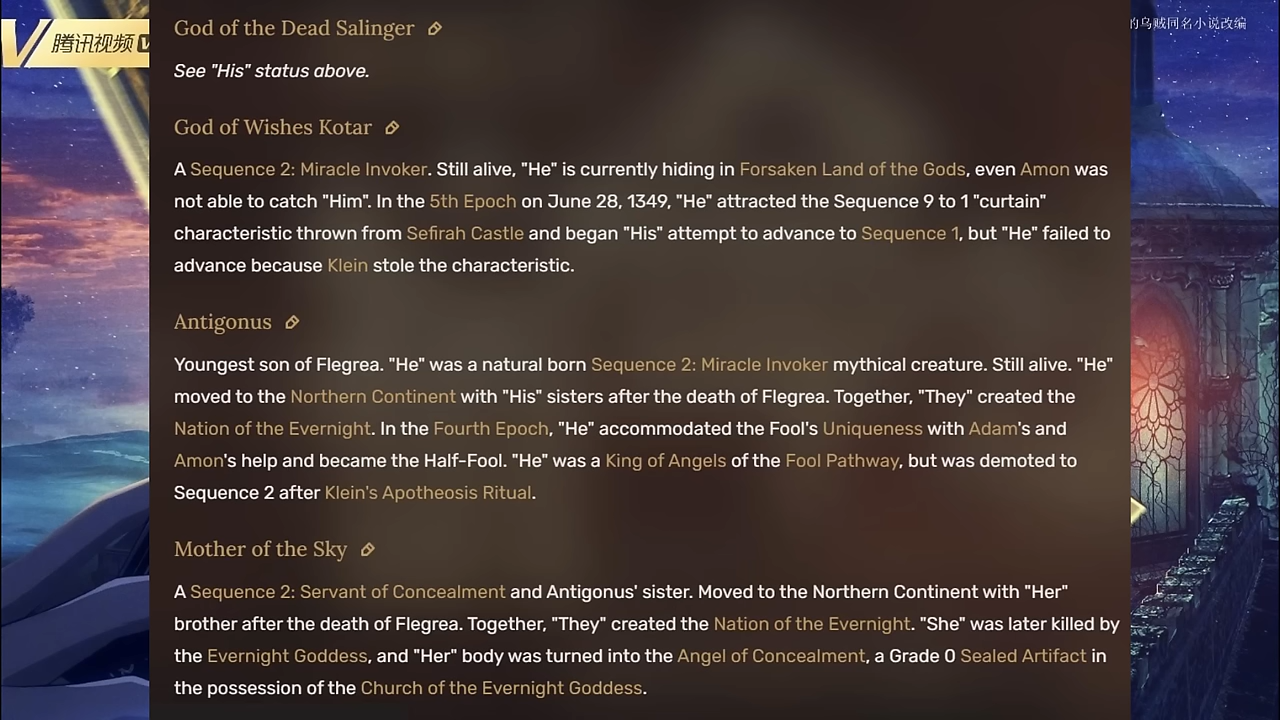 God of the Dead Salinger
的乌贼同名小说改编
腾讯视频
See "His" status above.
God of Wishes Kotar
A Sequence 2: Miracle Invoker. Still alive, "He" is currently hiding in Forsaken Land of the Gods, even Amon was
not able to catch "Him". In the 5th Epoch on June 28, 1349, "He" attracted the Sequence 9 to 1 "curtain"
characteristic thrown from Sefirah Castle and began "His" attempt to advance to Sequence 1, but "He" failed to
advance because Klein stole the characteristic.
Antigonus
Youngest son of Flegrea. "He" was a natural born Sequence 2: Miracle Invoker mythical creature. Still alive. "He"
moved to the Northern Continent with "His" sisters after the death of Flegrea. Together, "They" created the
Nation of the Evernight. In the Fourth Epoch, "He" accommodated the Fool's Uniqueness with Adam's and
Amon's help and became the Half-Fool. "He" was a King of Angels of the Fool Pathway, but was demoted to
Sequence 2 after Klein's Apotheosis Ritual.
Mother of the Sky
A Sequence 2: Servant of Concealment and Antigonus' sister. Moved to the Northern Continent with "Her"
brother after the death of Flegrea. Together, "They" created the Nation of the Evernight. "She" was later killed by
the Evernight Goddess, and "Her" body was turned into the Angel of Concealment, a Grade 0 Sealed Artifact in
the possession of the Church of the Evernight Goddess.